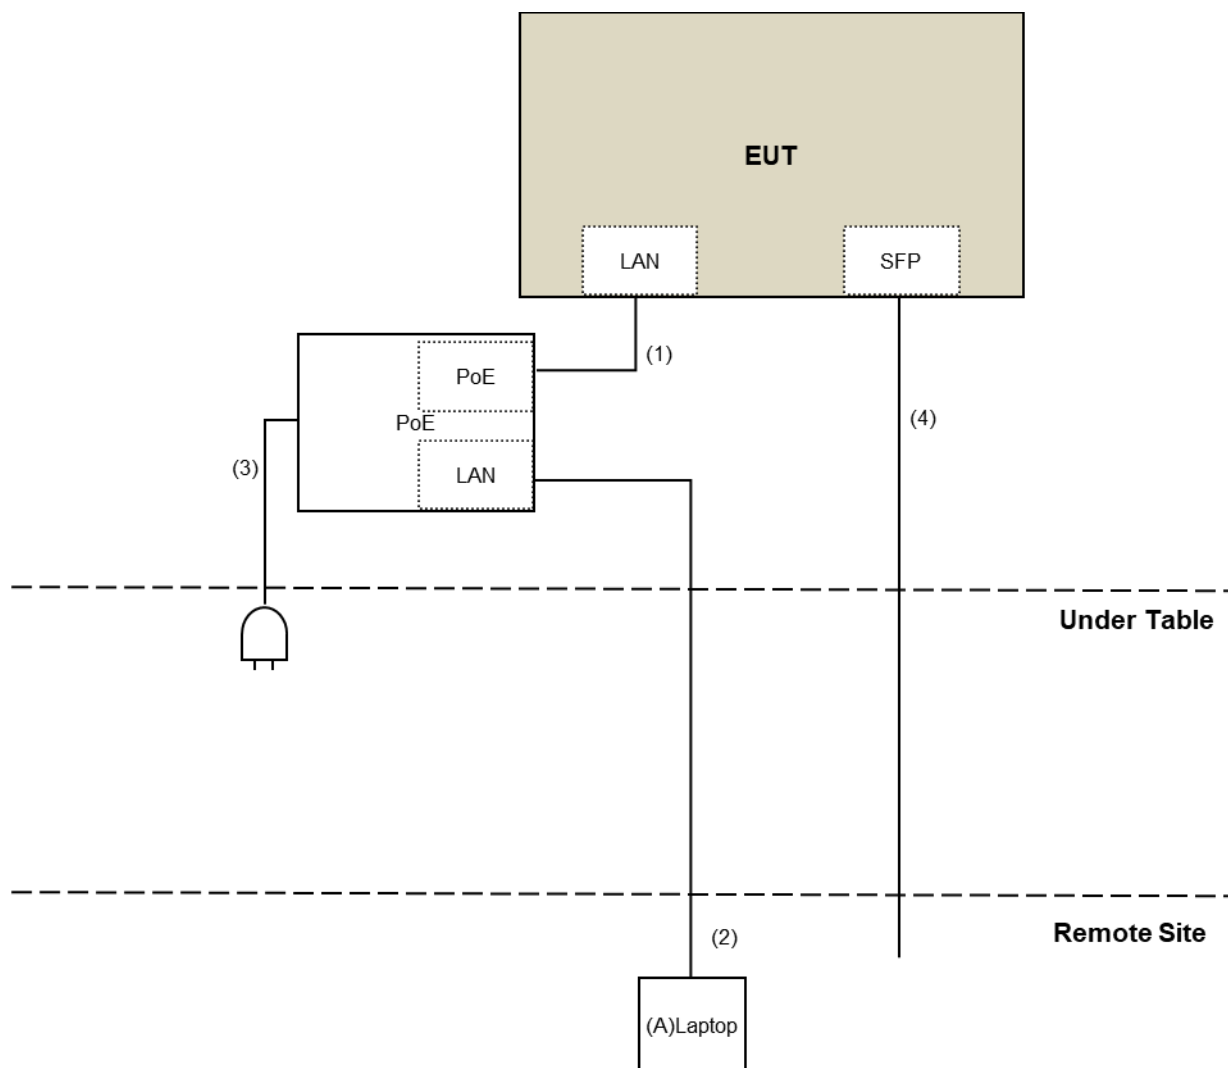 EUT
LAN
SFP
(1)
PoE
PoE
(4)
(3)
LAN
Under Table
(2)
Remote Site
(A)Laptop